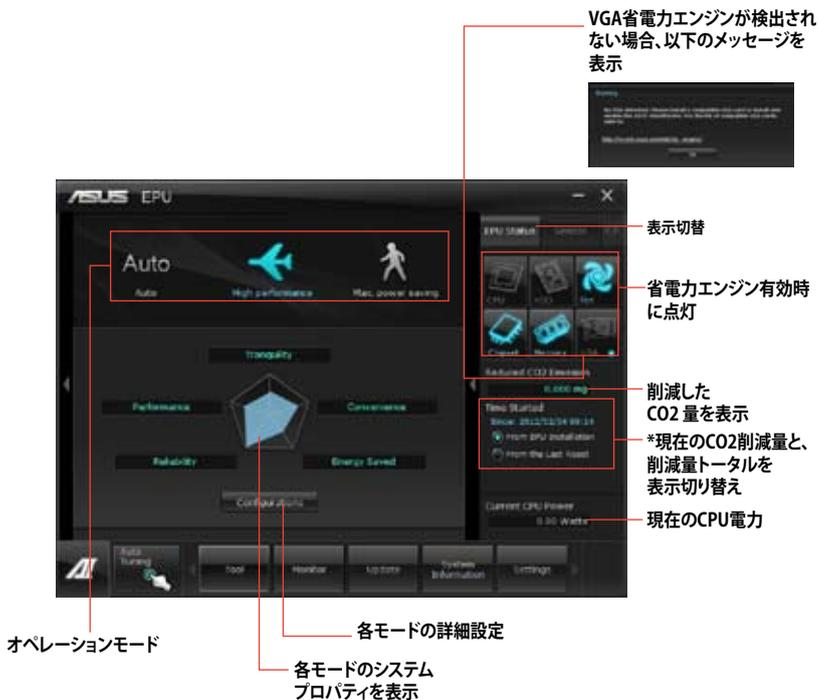 VGA省電力エンジンが検出され
ない場合、以下のメッセージを
表示
ASUS EPU
EPU Status
表示切替
Auto
Auto
High performance
Max. power saving
CPU
HDD
Fan
Chipset
Memory
VGA
省電力エンジン有効時
に点灯
Tranquility
Performance
Convenience
Reliability
Energy Saved
Configurations
Reduced CO2 Emission
0.000 mg
削減した
CO2 量を表示
Time Started
From EPU Installation
From the Last Reset
*現在のCO2削減量と、
削減量トータルを
表示切り替え
Current CPU Power
0.00 Watts
現在のCPU電力
Auto
Tuning
Tool
Monitor
Update
System
Information
Settings
オペレーションモード
各モードの詳細設定
各モードのシステム
プロパティを表示